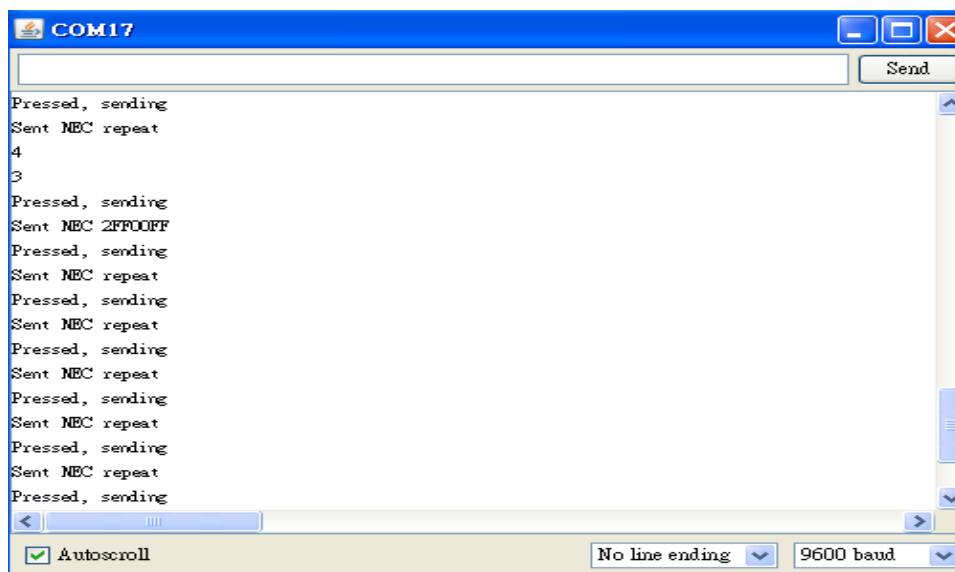 COM17
Send
Pressed, sending
Sent NEC repeat
4
3
Pressed, sending
Sent NEC 2FF00FF
Pressed, sending
Sent NEC repeat
Pressed, sending
Sent NEC repeat
Pressed, sending
Sent NEC repeat
Pressed, sending
Sent NEC repeat
Pressed, sending
Sent NEC repeat
Pressed, sending
Autoscroll
No line ending
9600 baud